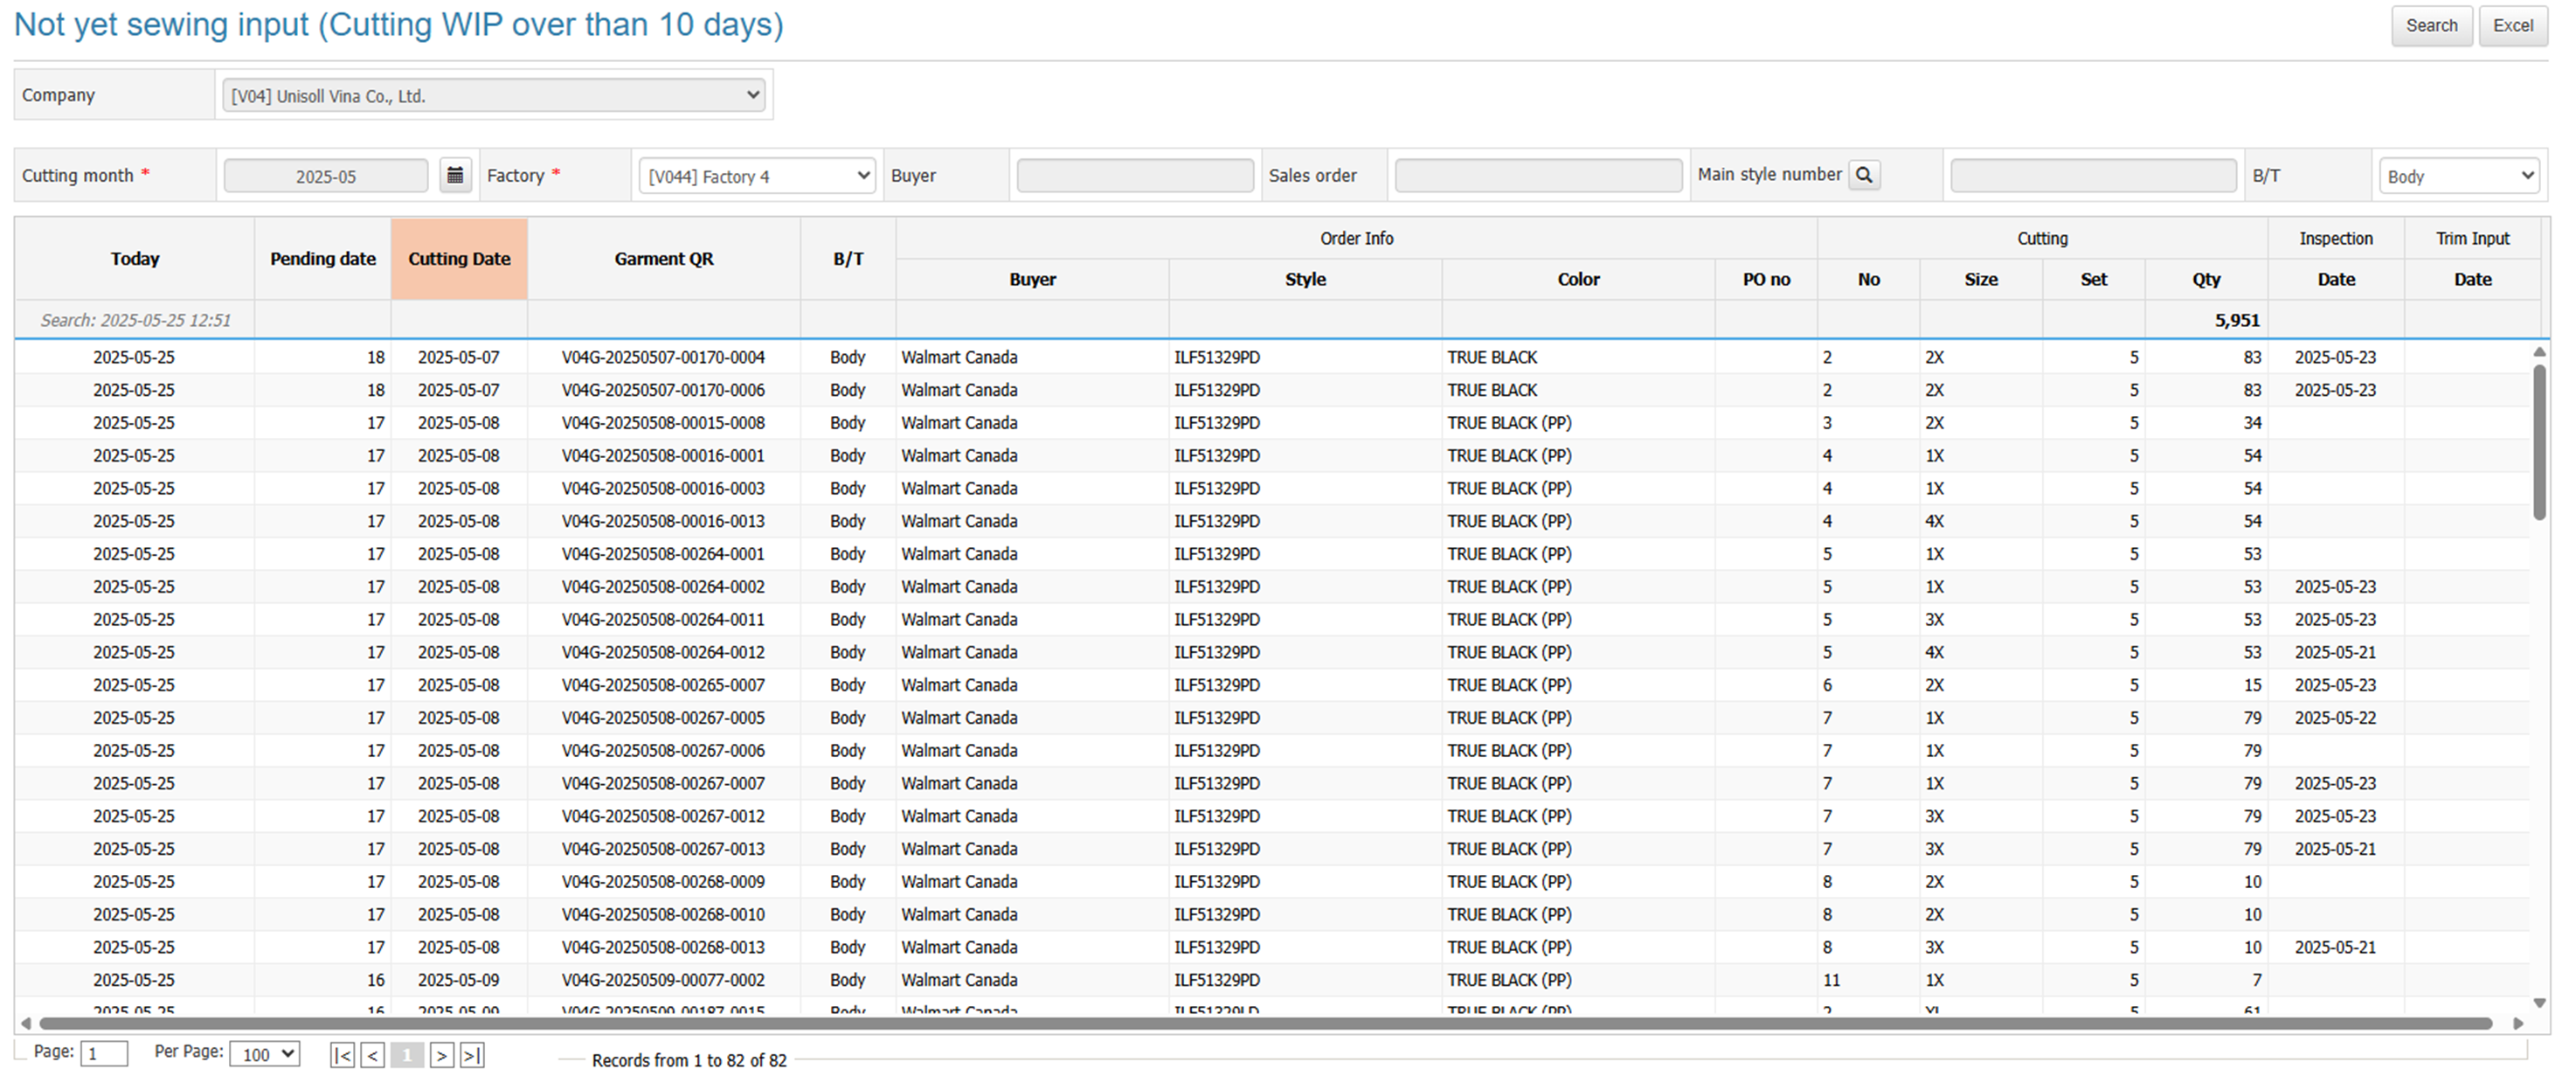 Not yet sewing input (Cutting WIP over than 10 days) Search Excel
Company [V04] Unisoll Vina Co., Ltd.
Cutting month * 2025-05 Factory * [V044] Factory 4 Buyer Sales order Main style number B/T Body
Order Info Cutting Inspection Trim Input
Today Pending date Cutting Date Garment QR B/T Buyer Style Color PO no No Size Set Qty Date Date
Search: 2025-05-25 12:51 5,951
2025-05-25 18 2025-05-07 V04G-20250507-00170-0004 Body Walmart Canada ILF51329PD TRUE BLACK 2 2X 5 83 2025-05-23
2025-05-25 18 2025-05-07 V04G-20250507-00170-0006 Body Walmart Canada ILF51329PD TRUE BLACK 2 2X 5 83 2025-05-23
2025-05-25 17 2025-05-08 V04G-20250508-00015-0008 Body Walmart Canada ILF51329PD TRUE BLACK (PP) 3 2X 5 34
2025-05-25 17 2025-05-08 V04G-20250508-00016-0001 Body Walmart Canada ILF51329PD TRUE BLACK (PP) 4 1X 5 54
2025-05-25 17 2025-05-08 V04G-20250508-00016-0003 Body Walmart Canada ILF51329PD TRUE BLACK (PP) 4 1X 5 54
2025-05-25 17 2025-05-08 V04G-20250508-00016-0013 Body Walmart Canada ILF51329PD TRUE BLACK (PP) 4 4X 5 54
2025-05-25 17 2025-05-08 V04G-20250508-00264-0001 Body Walmart Canada ILF51329PD TRUE BLACK (PP) 5 1X 5 53
2025-05-25 17 2025-05-08 V04G-20250508-00264-0002 Body Walmart Canada ILF51329PD TRUE BLACK (PP) 5 1X 5 53 2025-05-23
2025-05-25 17 2025-05-08 V04G-20250508-00264-0011 Body Walmart Canada ILF51329PD TRUE BLACK (PP) 5 3X 5 53 2025-05-23
2025-05-25 17 2025-05-08 V04G-20250508-00264-0012 Body Walmart Canada ILF51329PD TRUE BLACK (PP) 5 4X 5 53 2025-05-21
2025-05-25 17 2025-05-08 V04G-20250508-00265-0007 Body Walmart Canada ILF51329PD TRUE BLACK (PP) 6 2X 5 15 2025-05-23
2025-05-25 17 2025-05-08 V04G-20250508-00267-0005 Body Walmart Canada ILF51329PD TRUE BLACK (PP) 7 1X 5 79 2025-05-22
2025-05-25 17 2025-05-08 V04G-20250508-00267-0006 Body Walmart Canada ILF51329PD TRUE BLACK (PP) 7 1X 5 79
2025-05-25 17 2025-05-08 V04G-20250508-00267-0007 Body Walmart Canada ILF51329PD TRUE BLACK (PP) 7 1X 5 79 2025-05-23
2025-05-25 17 2025-05-08 V04G-20250508-00267-0012 Body Walmart Canada ILF51329PD TRUE BLACK (PP) 7 3X 5 79 2025-05-23
2025-05-25 17 2025-05-08 V04G-20250508-00267-0013 Body Walmart Canada ILF51329PD TRUE BLACK (PP) 7 3X 5 79 2025-05-21
2025-05-25 17 2025-05-08 V04G-20250508-00268-0009 Body Walmart Canada ILF51329PD TRUE BLACK (PP) 8 2X 5 10
2025-05-25 17 2025-05-08 V04G-20250508-00268-0010 Body Walmart Canada ILF51329PD TRUE BLACK (PP) 8 2X 5 10
2025-05-25 17 2025-05-08 V04G-20250508-00268-0013 Body Walmart Canada ILF51329PD TRUE BLACK (PP) 8 3X 5 10 2025-05-21
2025-05-25 16 2025-05-09 V04G-20250509-00077-0002 Body Walmart Canada ILF51329PD TRUE BLACK (PP) 11 1X 5 7
2025-05-25 16 2025-05-09 V04G-20250509-00187-0015 Body Walmart Canada ILF51329LD TRUE BLACK (PP) 2 XL 5 61
Page: 1 Per Page: 100 |< < 1 > >| Records from 1 to 82 of 82